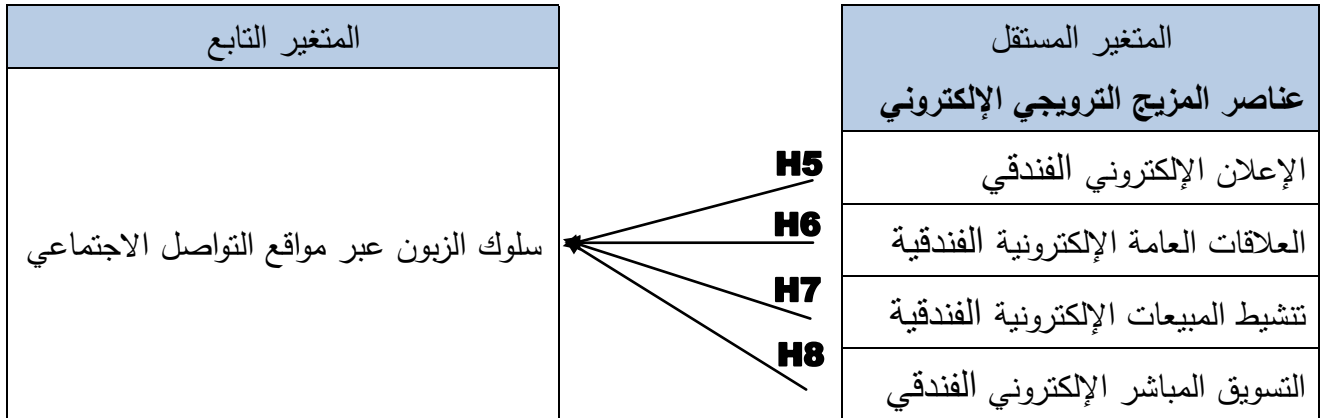 المتغير المستقل
عناصر المزيج الترويجي الإلكتروني
الإعلان الإلكتروني الفندقي
العلاقات العامة الإلكترونية الفندقية
تنشيط المبيعات الإلكترونية الفندقية
التسويق المباشر الإلكتروني الفندقي
H5
H6
H7
H8
المتغير التابع
سلوك الزبون عبر مواقع التواصل الاجتماعي